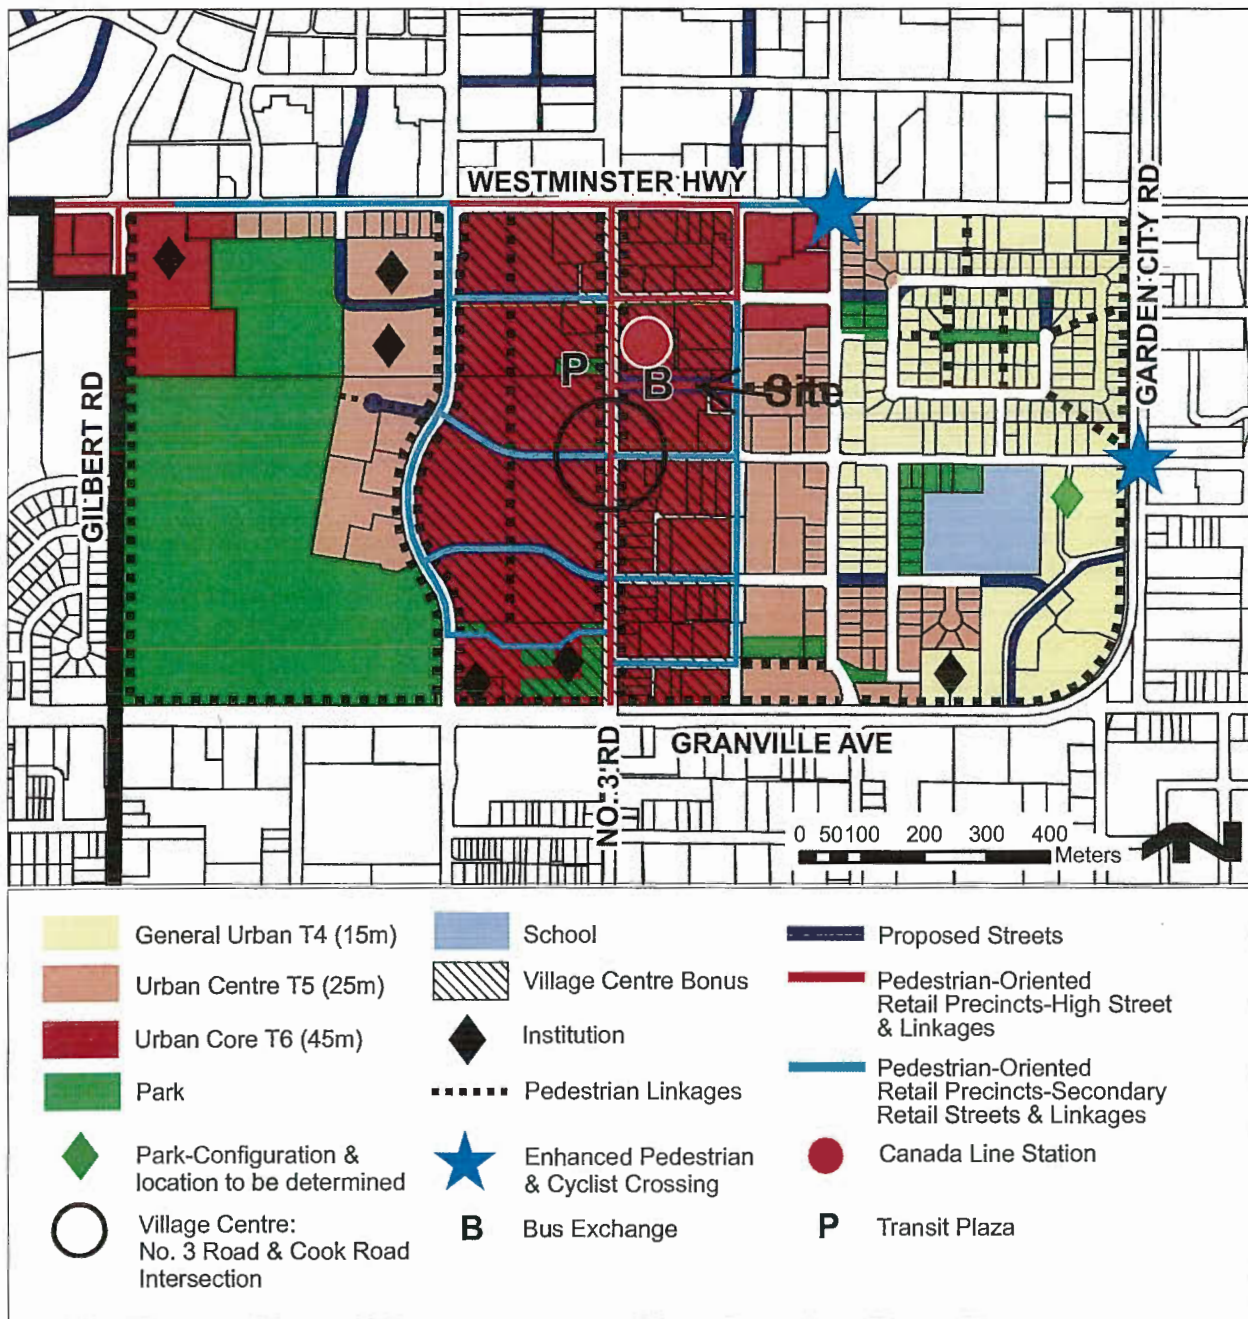 WESTMINSTER HWY
GARDEN CITY RD
GILBERT RD
P
B
Site
NO. 3 RD
GRANVILLE AVE
0 50 100 200 300 400
Meters
General Urban T4 (15m)
Urban Centre T5 (25m)
Urban Core T6 (45m)
Park
Park-Configuration &
location to be determined
Village Centre:
No. 3 Road & Cook Road
Intersection
School
Village Centre Bonus
Institution
Pedestrian Linkages
Enhanced Pedestrian
& Cyclist Crossing
B
Bus Exchange
Proposed Streets
Pedestrian-Oriented
Retail Precincts-High Street
& Linkages
Pedestrian-Oriented
Retail Precincts-Secondary
Retail Streets & Linkages
Canada Line Station
P
Transit Plaza